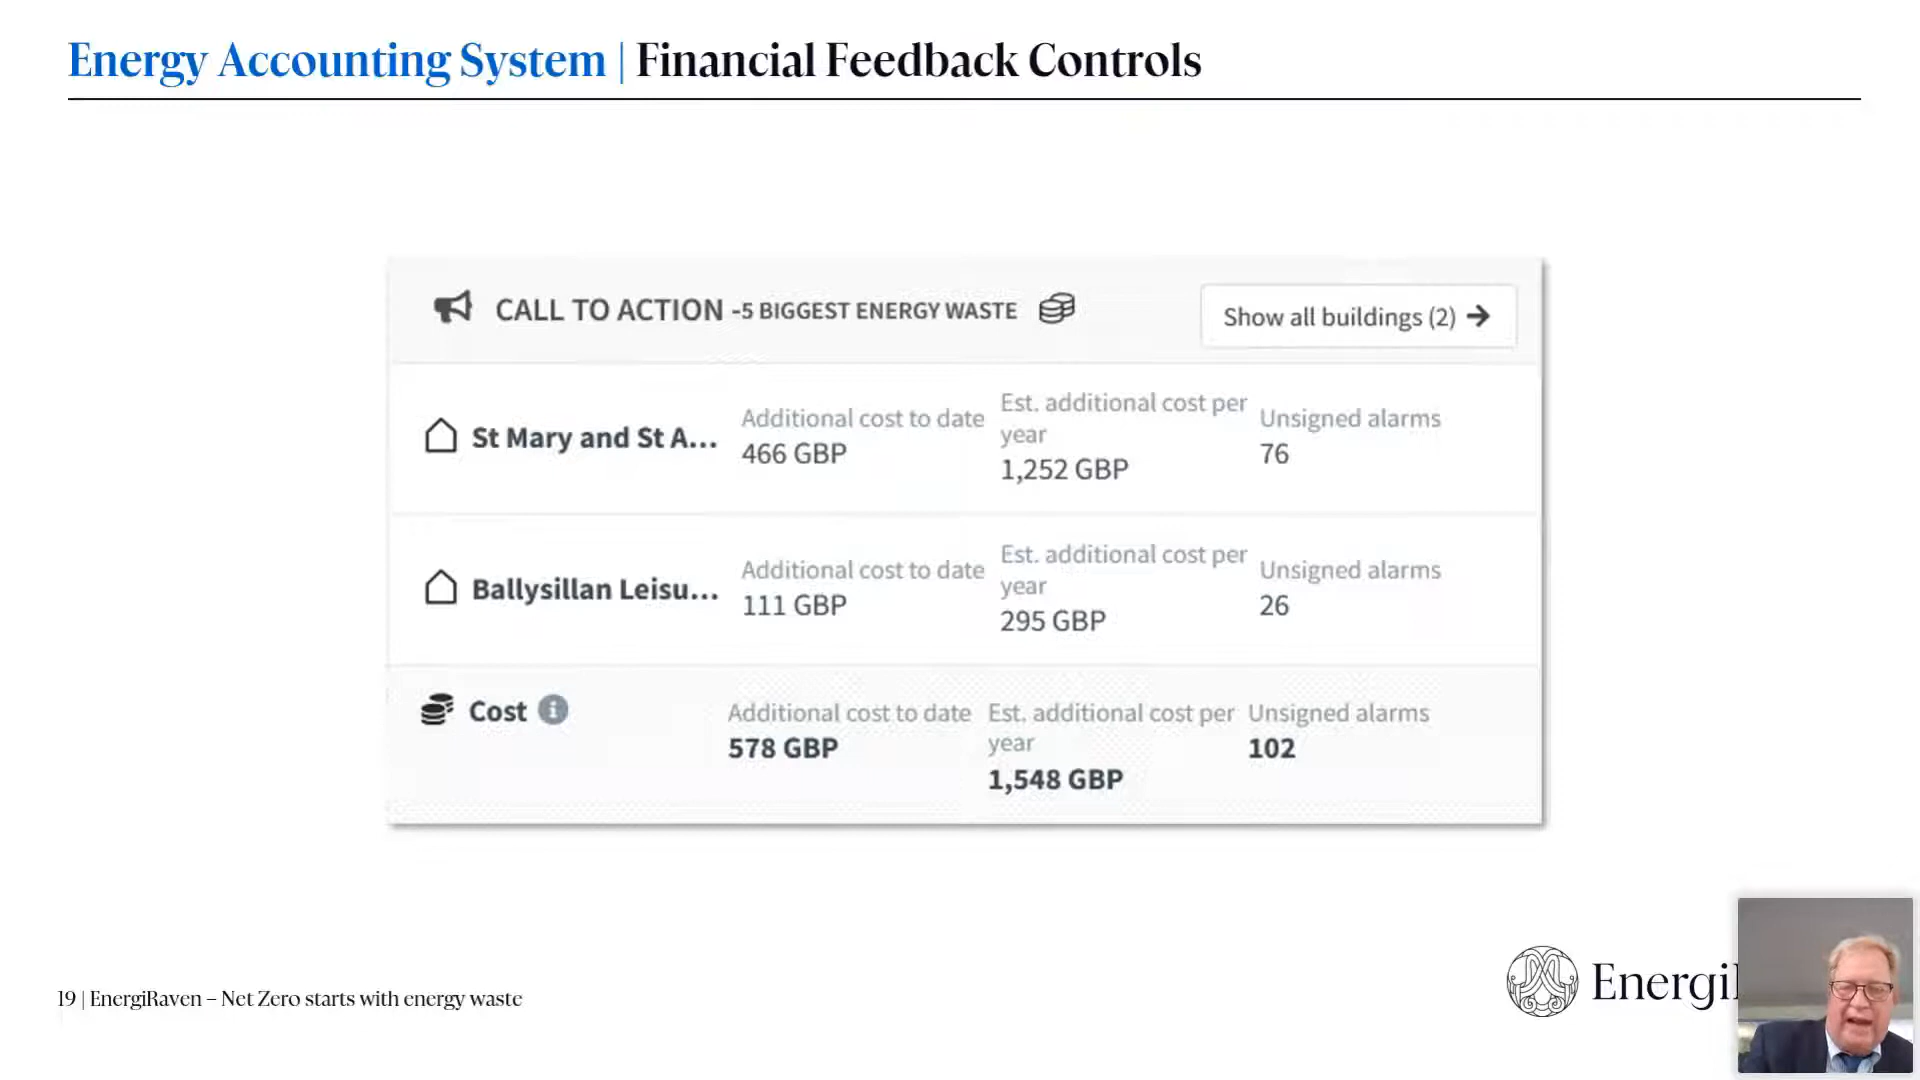 Energy Accounting System | Financial Feedback Controls
CALL TO ACTION -5 BIGGEST ENERGY WASTE
Show all buildings (2) →
St Mary and St A...
Additional cost to date
466 GBP
Est. additional cost per
year
1,252 GBP
Unsigned alarms
76
Ballysillan Leisu...
Additional cost to date
111 GBP
Est. additional cost per
year
295 GBP
Unsigned alarms
26
Cost
Additional cost to date
578 GBP
Est. additional cost per
year
1,548 GBP
Unsigned alarms
102
19 | EnergiRaven – Net Zero starts with energy waste
Energi